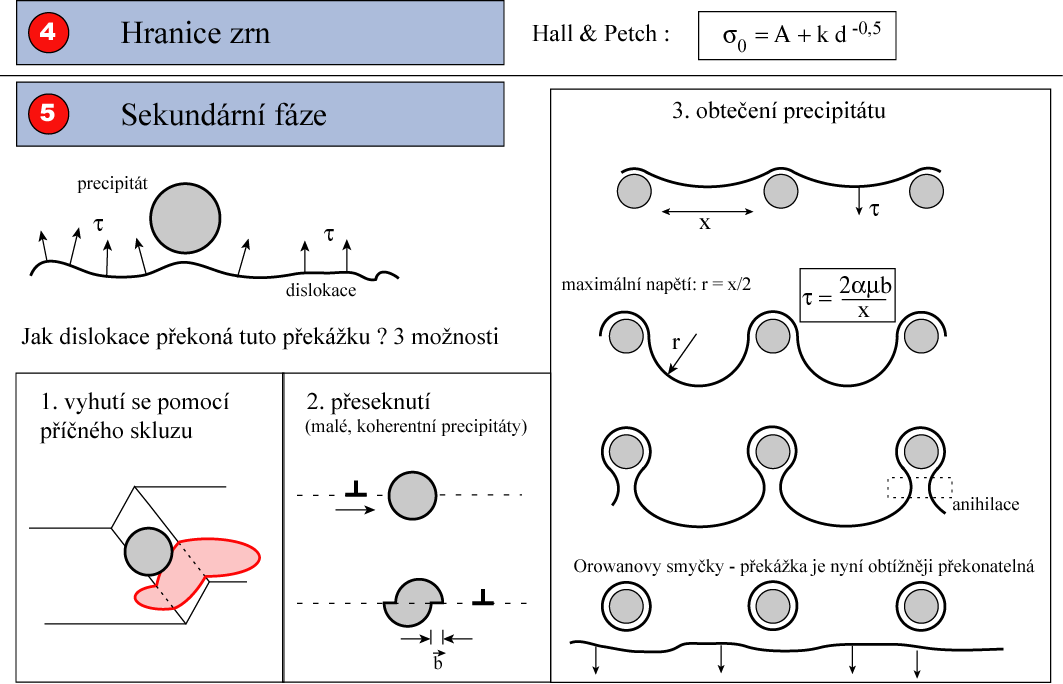 4 Hranice zrn
Hall & Petch : σ₀ = A + k d ⁻⁰,⁵
5 Sekundární fáze
precipitát
τ
τ
dislokace
Jak dislokace překoná tuto překážku ? 3 možnosti
1. vyhutí se pomocí
příčného skluzu
2. přeseknutí
(malé, koherentní precipitáty)
b
3. obtečení precipitátu
x
τ
maximální napětí: r = x/2
τ = 2αμb / x
r
anihilace
Orowanovy smyčky - překážka je nyní obtížněji překonatelná